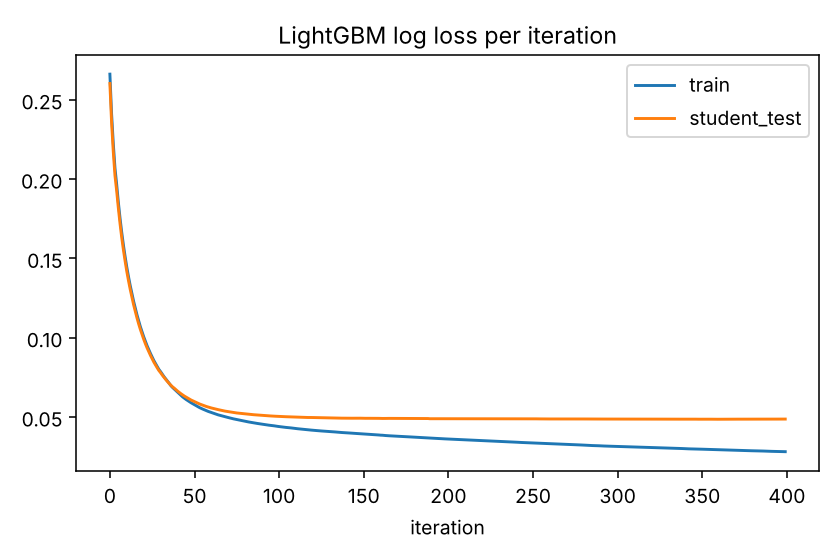 LightGBM log loss per iteration
train
student_test
0.25
0.20
0.15
0.10
0.05
0 50 100 150 200 250 300 350 400
iteration